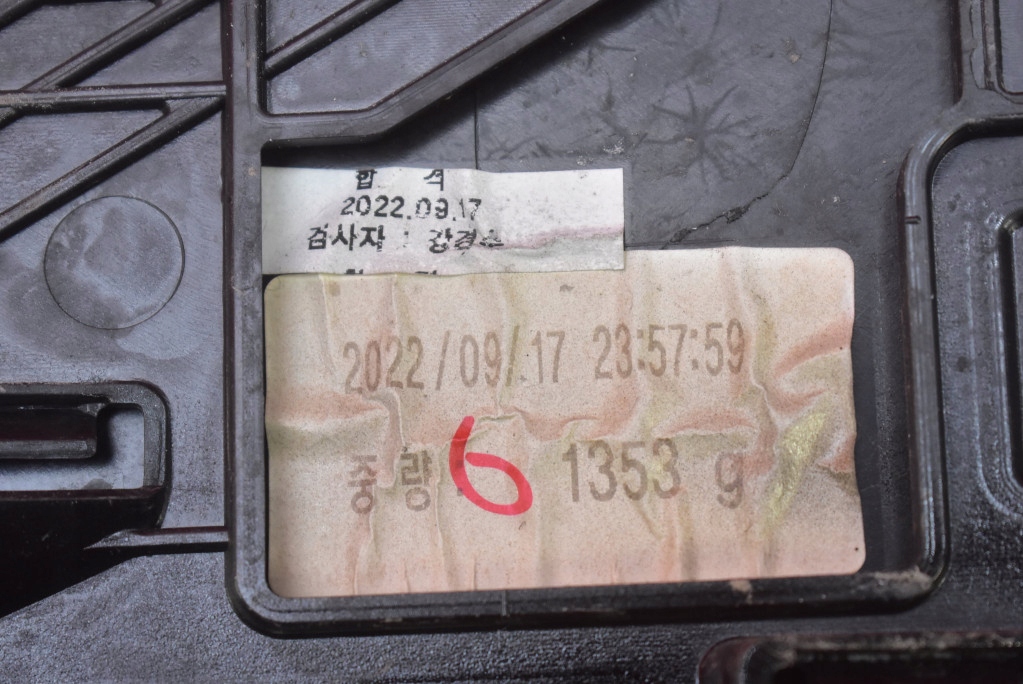 합 격
2022.09.17
검사자 : 강경수
2022/09/17 23:57:59
중량 : 1353 g
6